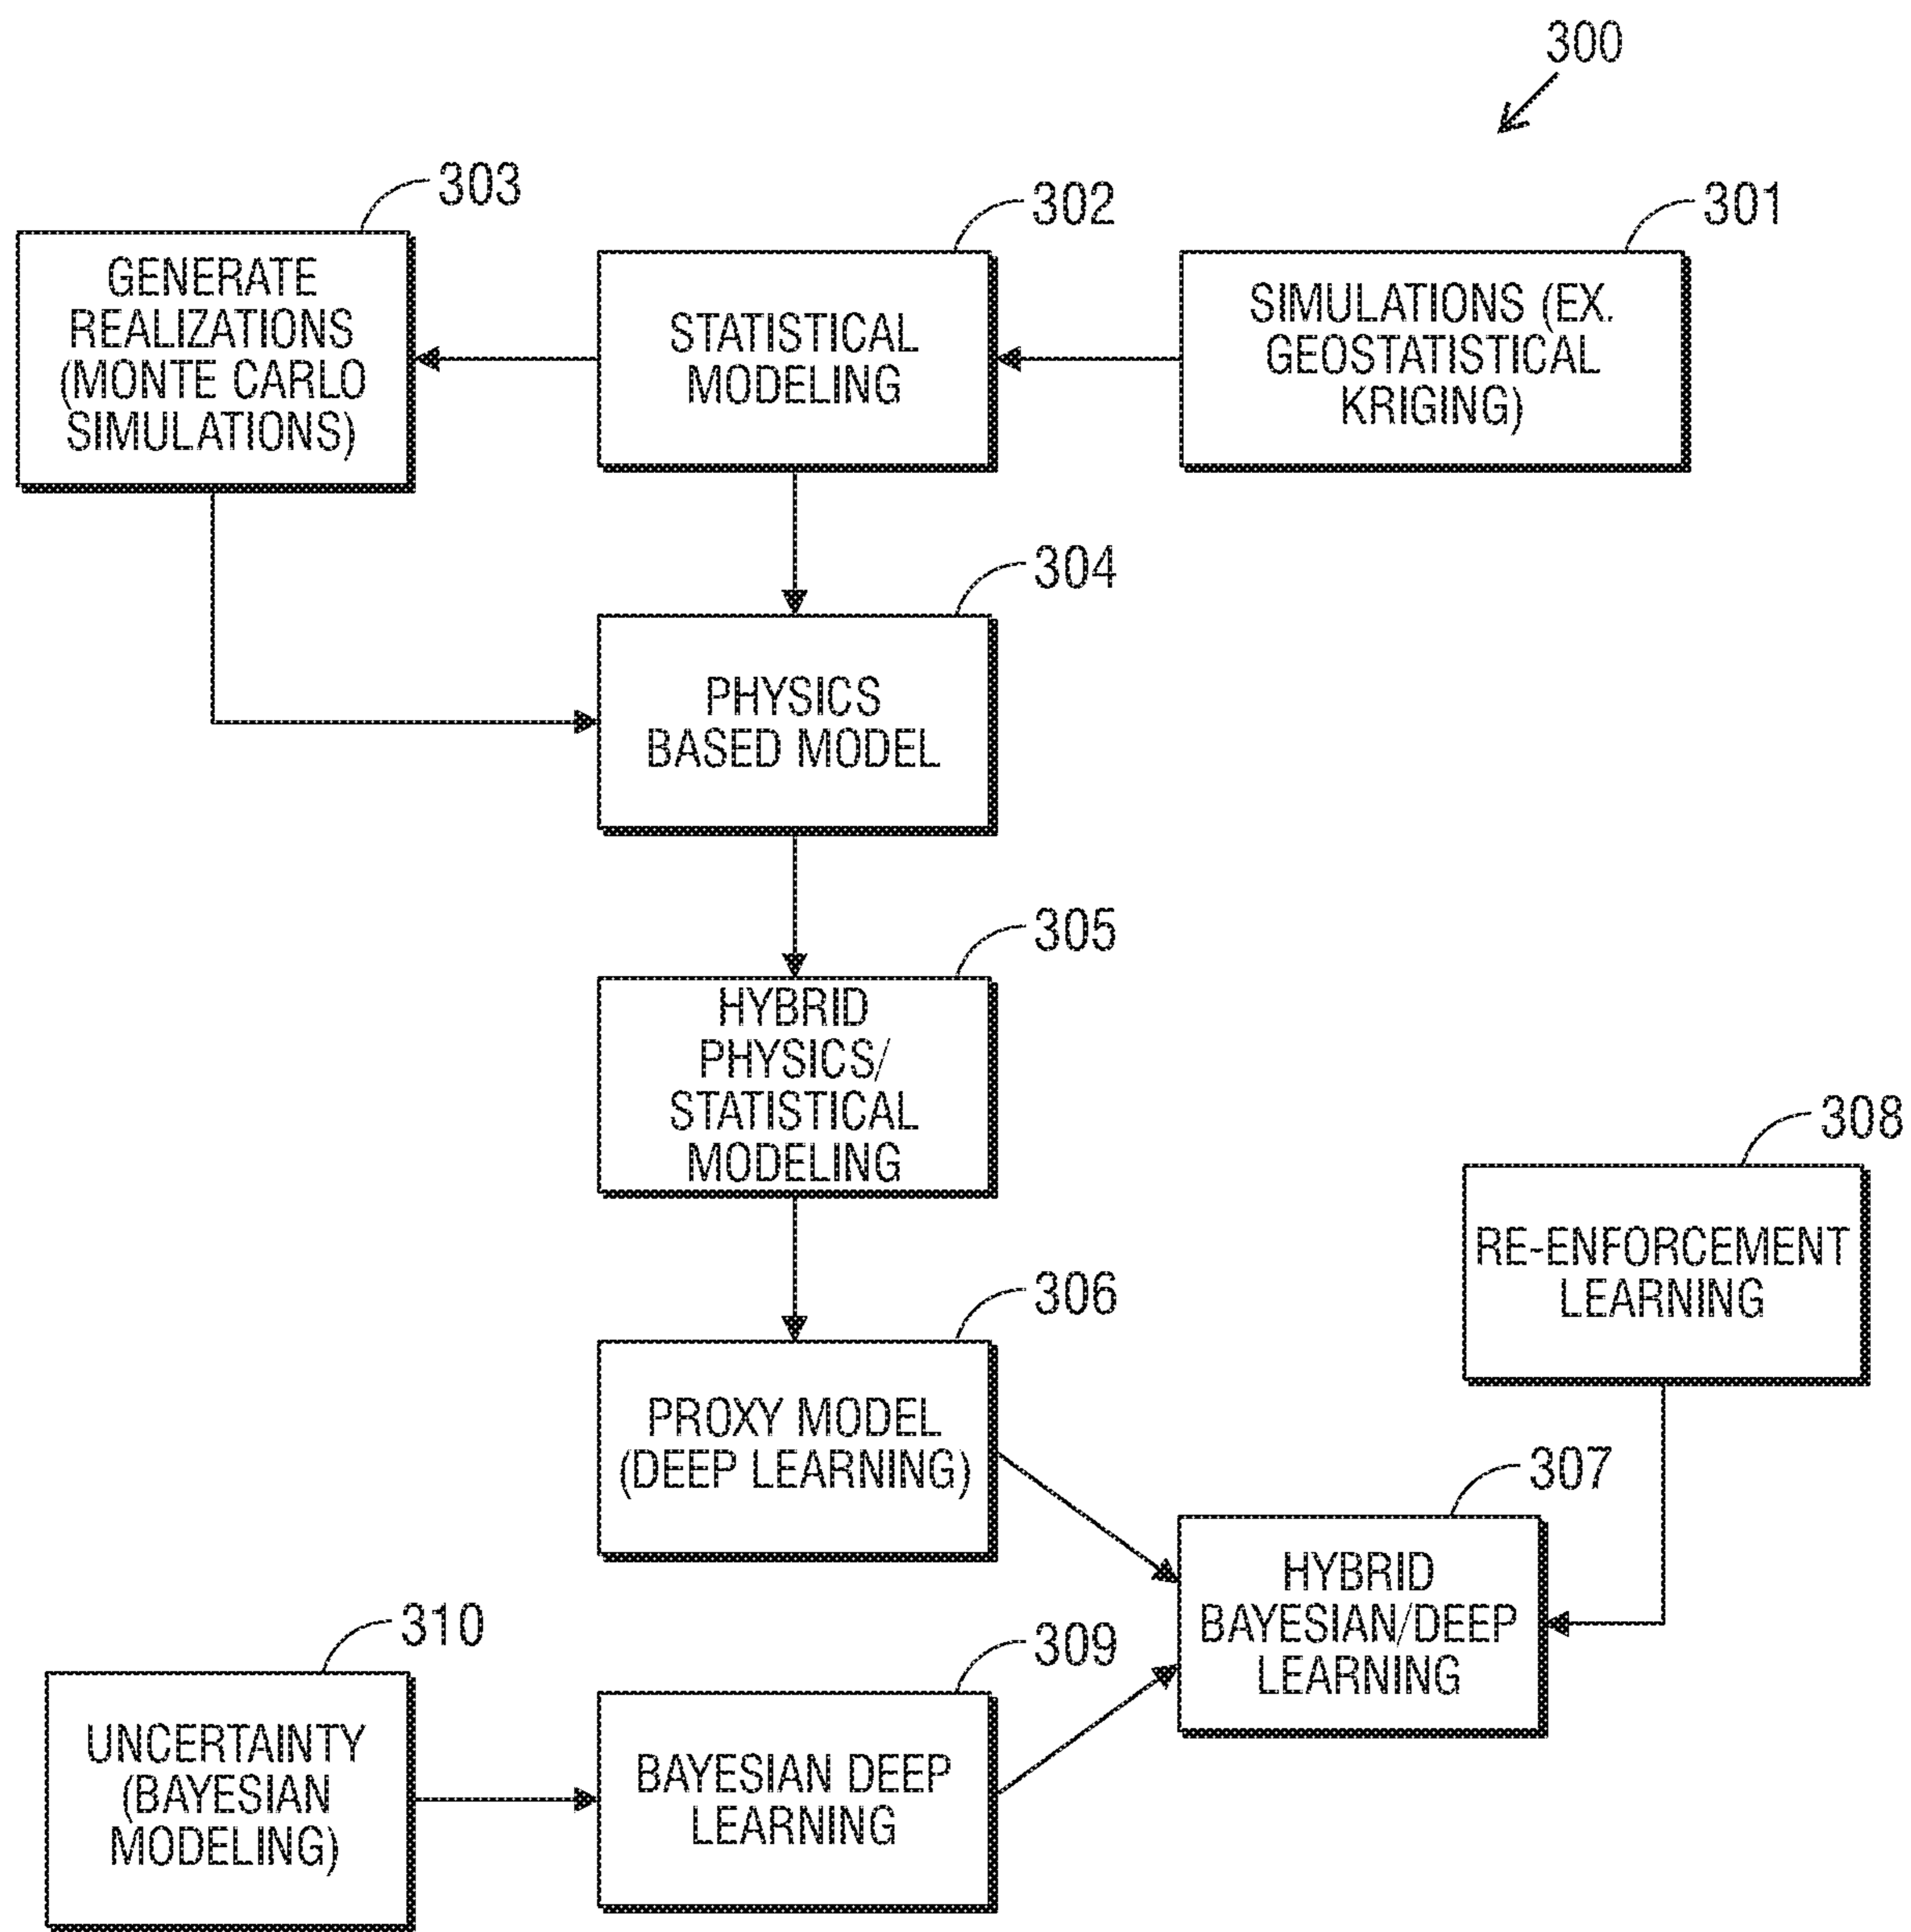 300
303
302
301
GENERATE
REALIZATIONS
(MONTE CARLO
SIMULATIONS)
STATISTICAL
MODELING
SIMULATIONS (EX.
GEOSTATISTICAL
KRIGING)
304
PHYSICS
BASED MODEL
305
HYBRID
PHYSICS/
STATISTICAL
MODELING
308
RE-ENFORCEMENT
LEARNING
306
PROXY MODEL
(DEEP LEARNING)
307
HYBRID
BAYESIAN/DEEP
LEARNING
310
UNCERTAINTY
(BAYESIAN
MODELING)
309
BAYESIAN DEEP
LEARNING